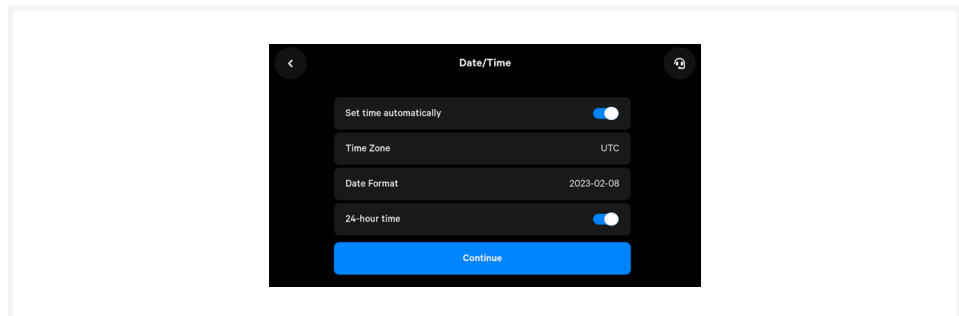 Date/Time
Set time automatically
Time Zone UTC
Date Format 2023-02-08
24-hour time
Continue